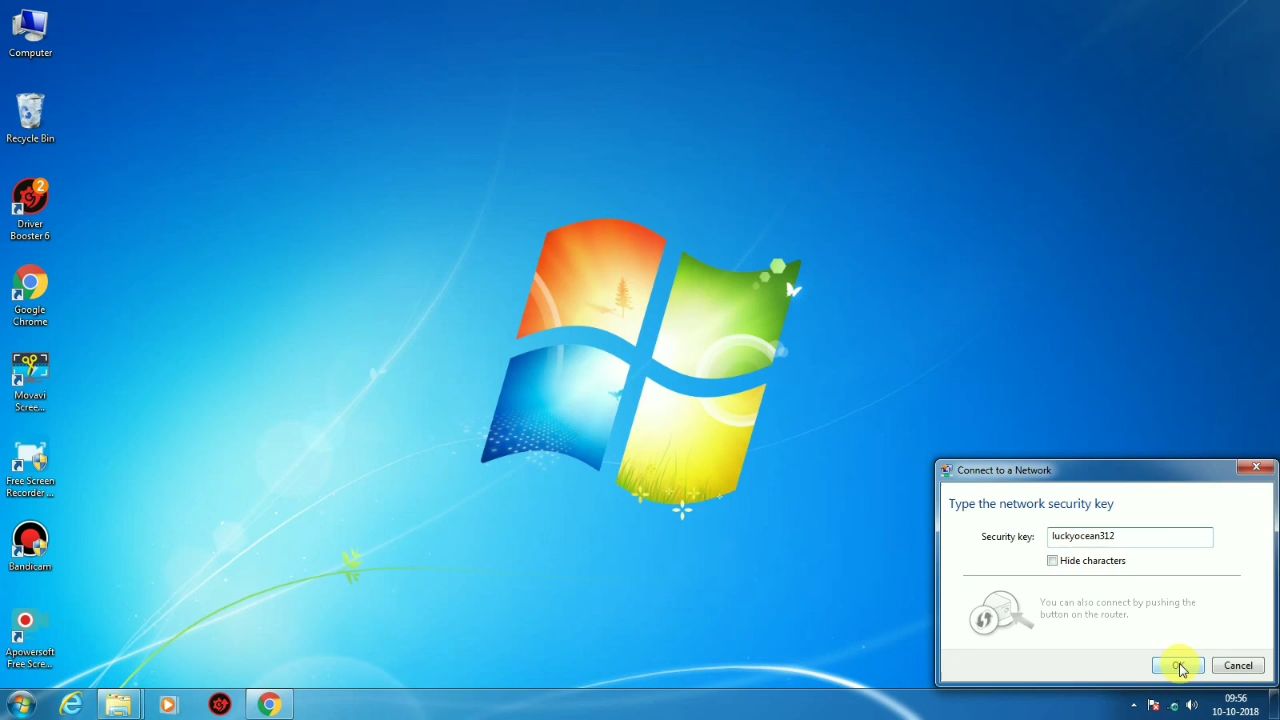 Computer
Recycle Bin
2
Driver
Booster 6
Google
Chrome
Movavi
Scree...
Free Screen
Recorder ...
Bandicam
Apowersoft
Free Scre...
Connect to a Network
Type the network security key
Security key:
luckyocean312
Hide characters
You can also connect by pushing the
button on the router.
OK
Cancel
09:56
10-10-2018